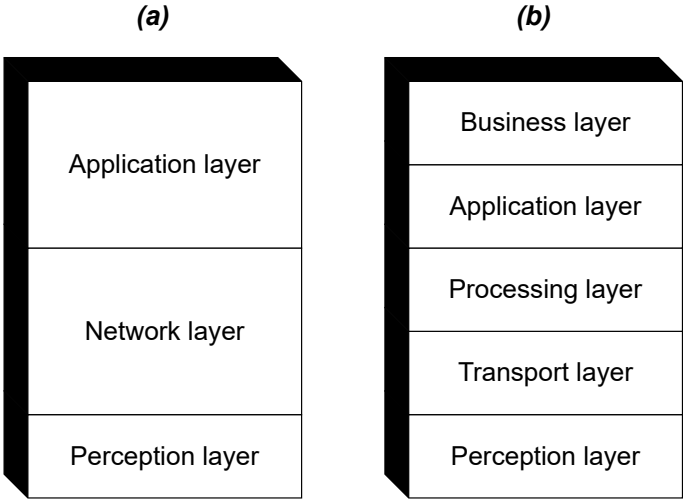 (a)
Application layer
Network layer
Perception layer
(b)
Business layer
Application layer
Processing layer
Transport layer
Perception layer